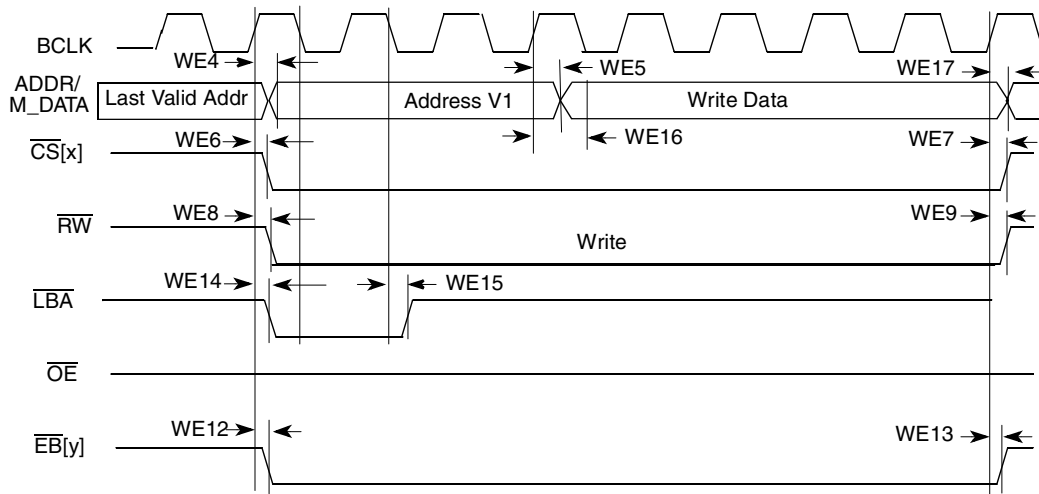 BCLK
WE4
WE5
WE17
ADDR/
M_DATA
Last Valid Addr
Address V1
Write Data
WE6
WE16
WE7
CS[x]
WE8
WE9
RW
Write
WE14
WE15
LBA
OE
WE12
WE13
EB[y]